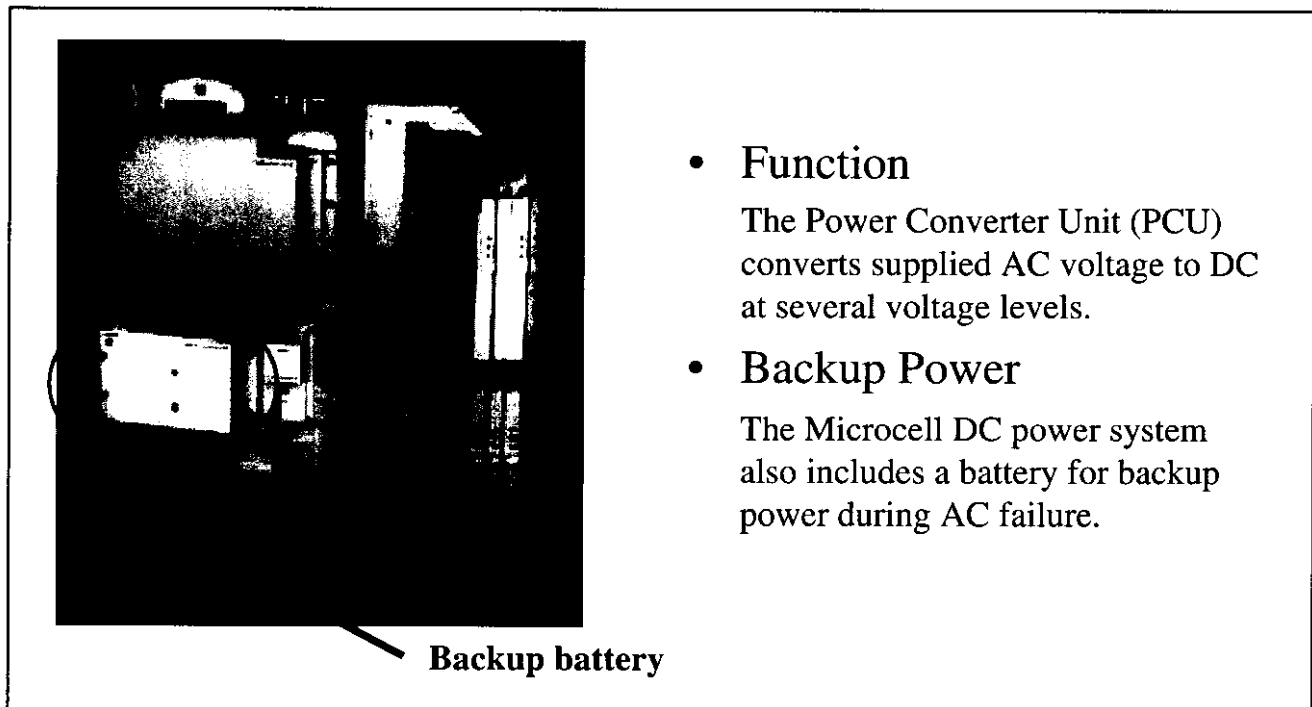 • Function
The Power Converter Unit (PCU)
converts supplied AC voltage to DC
at several voltage levels.
• Backup Power
The Microcell DC power system
also includes a battery for backup
power during AC failure.
Backup battery